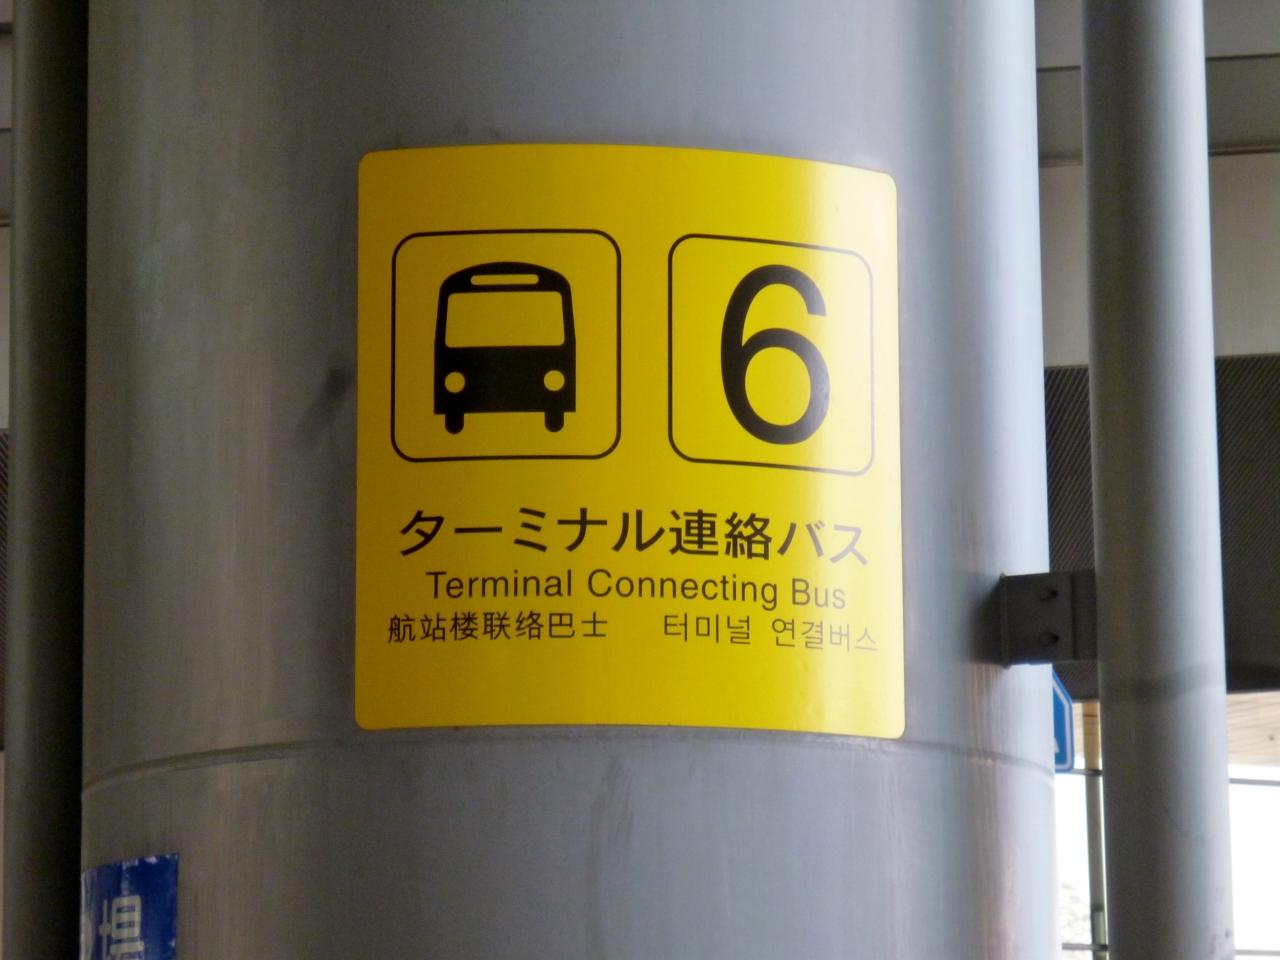 6
ターミナル連絡バス
Terminal Connecting Bus
航站楼联络巴士 터미널 연결버스